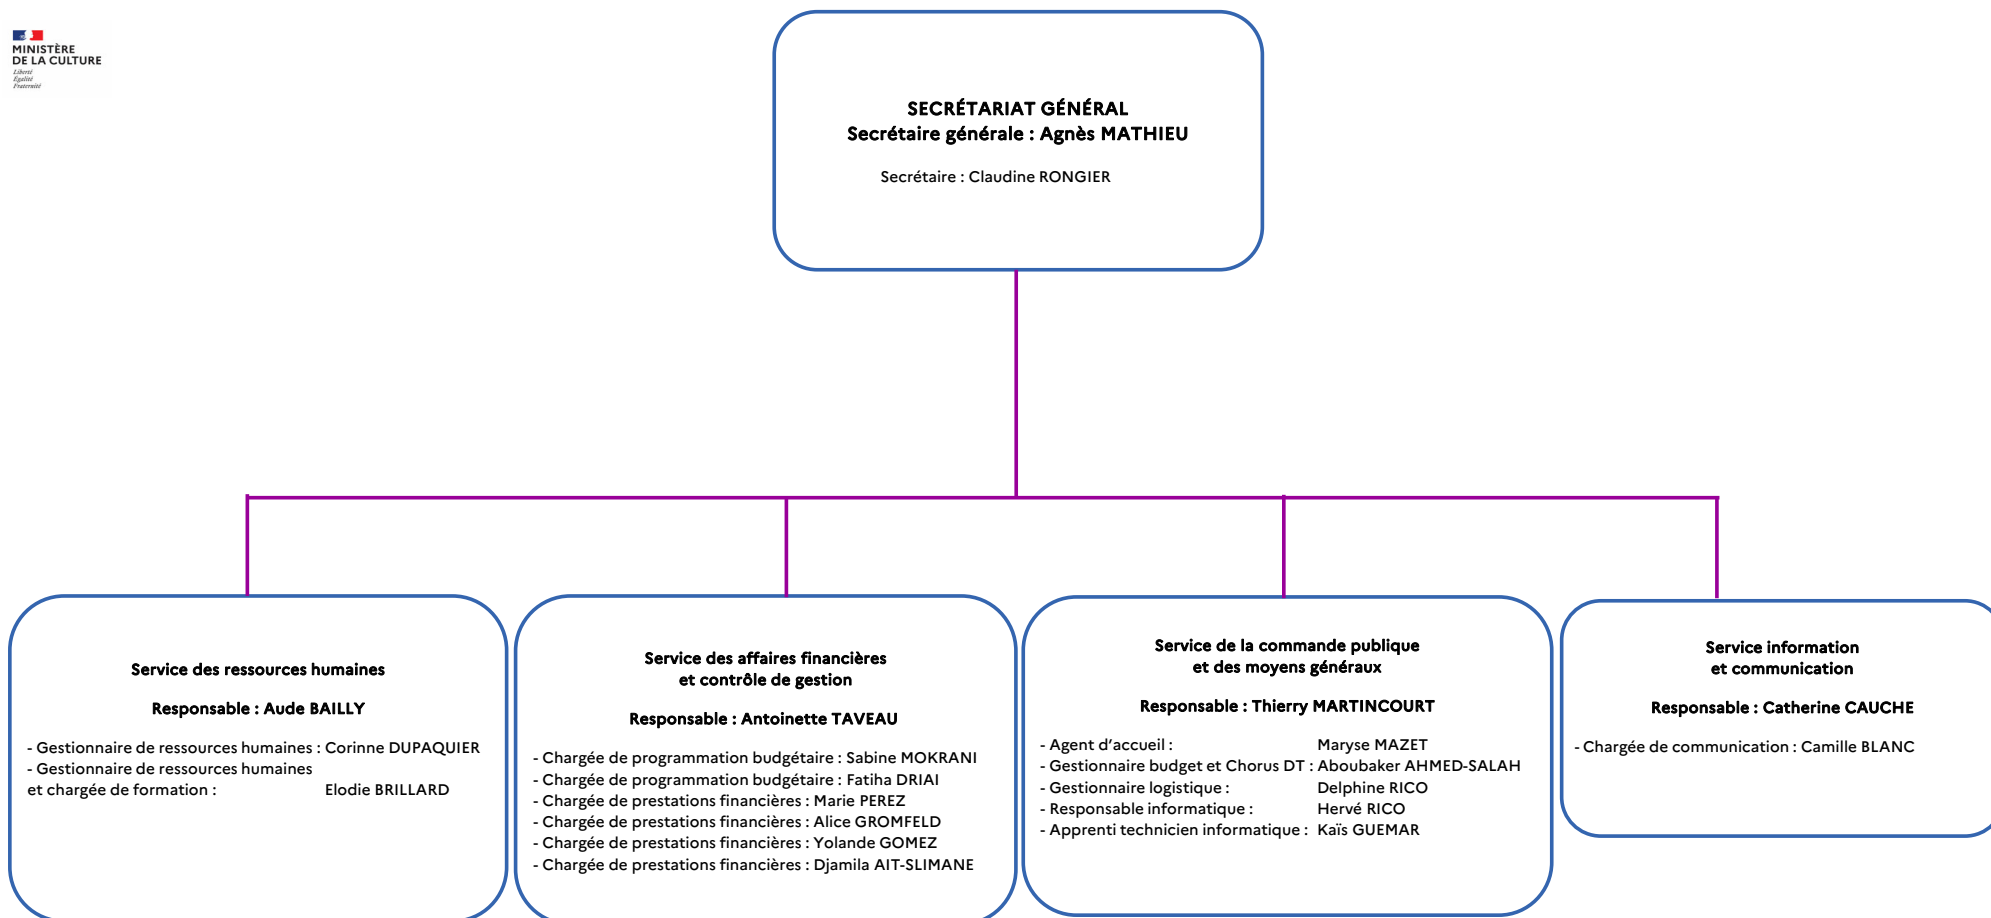 MINISTÈRE
DE LA CULTURE
Liberté
Égalité
Fraternité
SECRÉTARIAT GÉNÉRAL
Secrétaire générale : Agnès MATHIEU
Secrétaire : Claudine RONGIER
Service des ressources humaines
Responsable : Aude BAILLY
- Gestionnaire de ressources humaines : Corinne DUPAQUIER
- Gestionnaire de ressources humaines
et chargée de formation : Elodie BRILLARD
Service des affaires financières
et contrôle de gestion
Responsable : Antoinette TAVEAU
- Chargée de programmation budgétaire : Sabine MOKRANI
- Chargée de programmation budgétaire : Fatiha DRIAI
- Chargée de prestations financières : Marie PEREZ
- Chargée de prestations financières : Alice GROMFELD
- Chargée de prestations financières : Yolande GOMEZ
- Chargée de prestations financières : Djamila AIT-SLIMANE
Service de la commande publique
et des moyens généraux
Responsable : Thierry MARTINCOURT
- Agent d’accueil : Maryse MAZET
- Gestionnaire budget et Chorus DT : Aboubaker AHMED-SALAH
- Gestionnaire logistique : Delphine RICO
- Responsable informatique : Hervé RICO
- Apprenti technicien informatique : Kaïs GUEMAR
Service information
et communication
Responsable : Catherine CAUCHE
- Chargée de communication : Camille BLANC